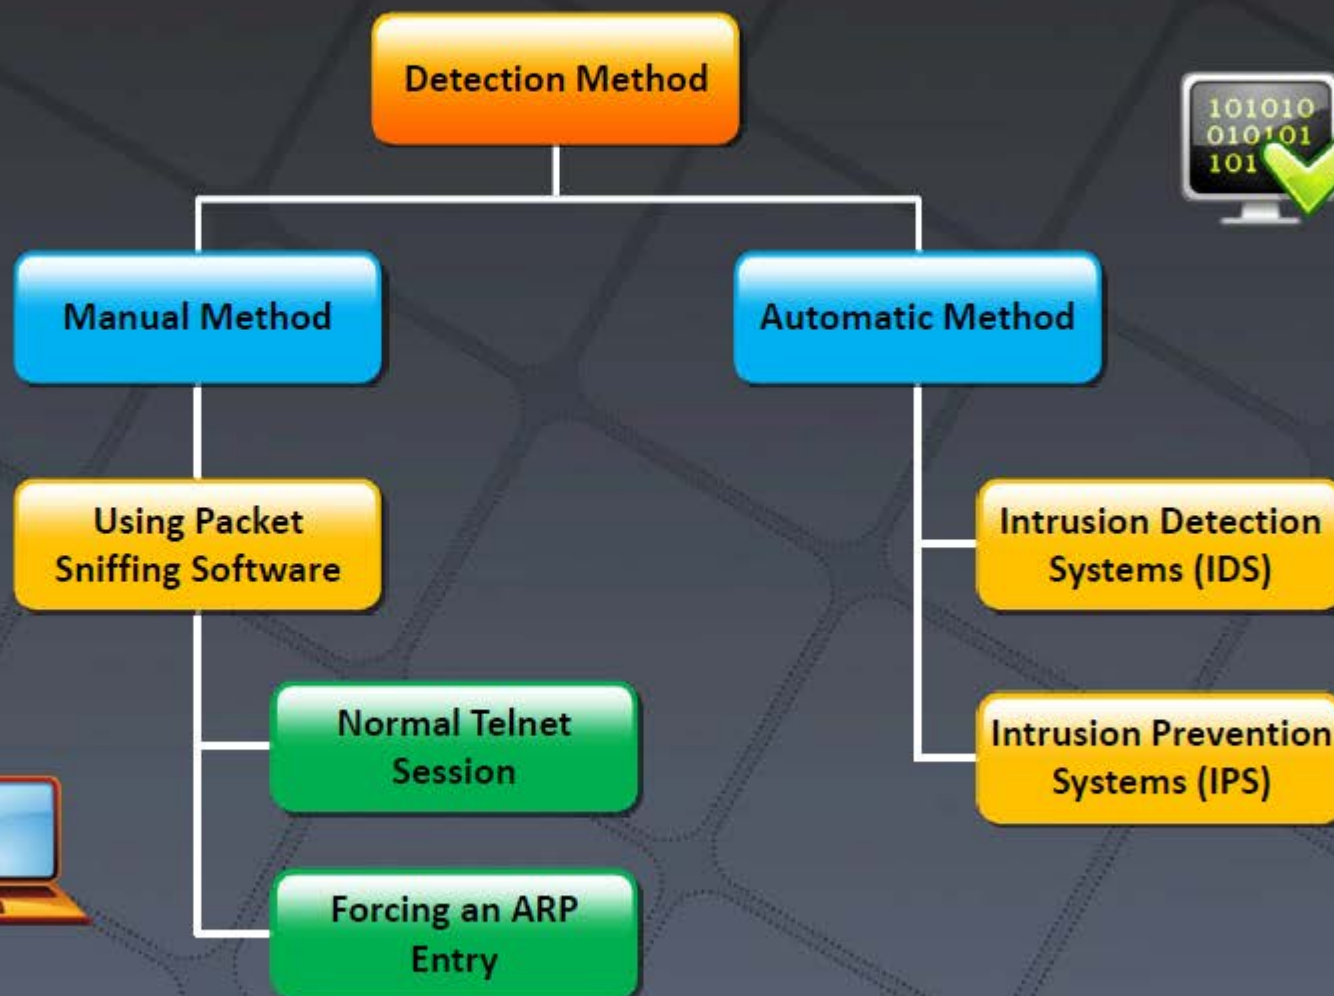 Detection Method
101010
010101
101
Manual Method
Automatic Method
Using Packet
Sniffing Software
Intrusion Detection
Systems (IDS)
Normal Telnet
Session
Intrusion Prevention
Systems (IPS)
Forcing an ARP
Entry